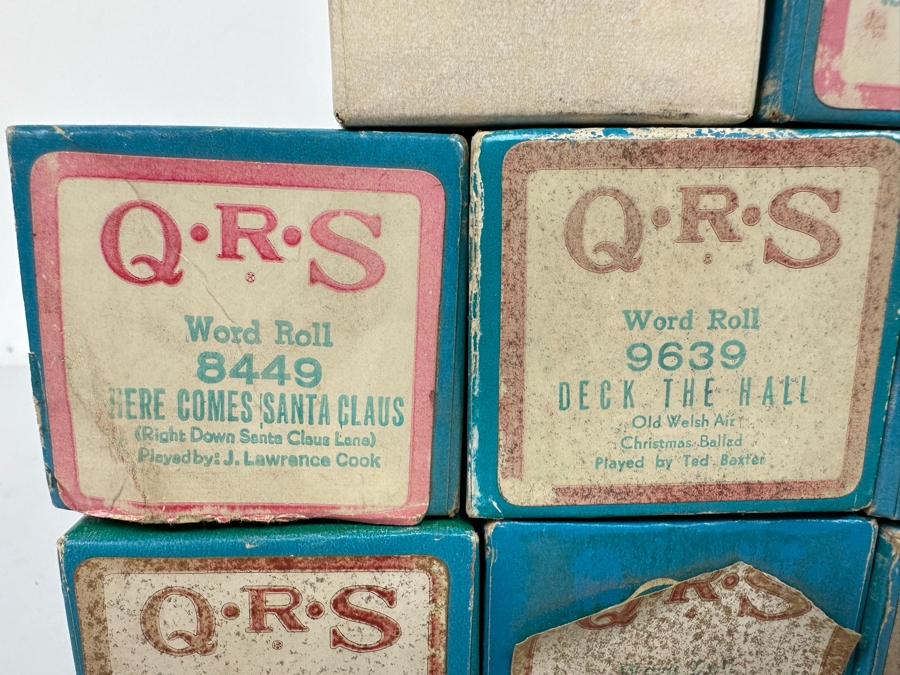 Q·R·S
®
Word Roll
8449
HERE COMES SANTA CLAUS
(Right Down Santa Claus Lane)
Played by: J. Lawrence Cook
Q·R·S
®
Word Roll
9639
DECK THE HALL
Old Welsh Air
Christmas Ballad
Played by Ted Baxter
Q·R·S
®
Q·R·S